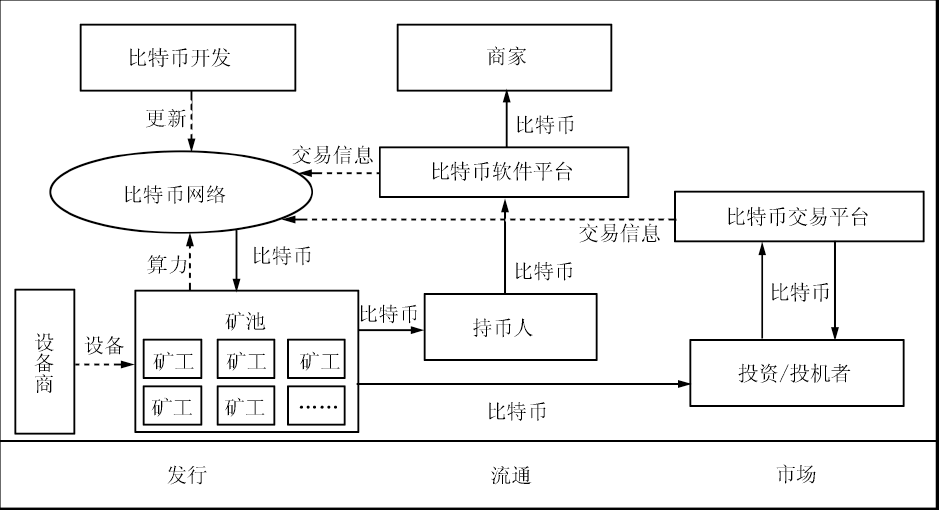 比特币开发
商家
更新
比特币
交易信息
比特币软件平台
比特币网络
比特币交易平台
交易信息
比特币
算力
比特币
比特币
设备商
设备
矿池
比特币
持币人
矿工 矿工 矿工
投资/投机者
矿工 矿工 ……
比特币
发行 流通 市场